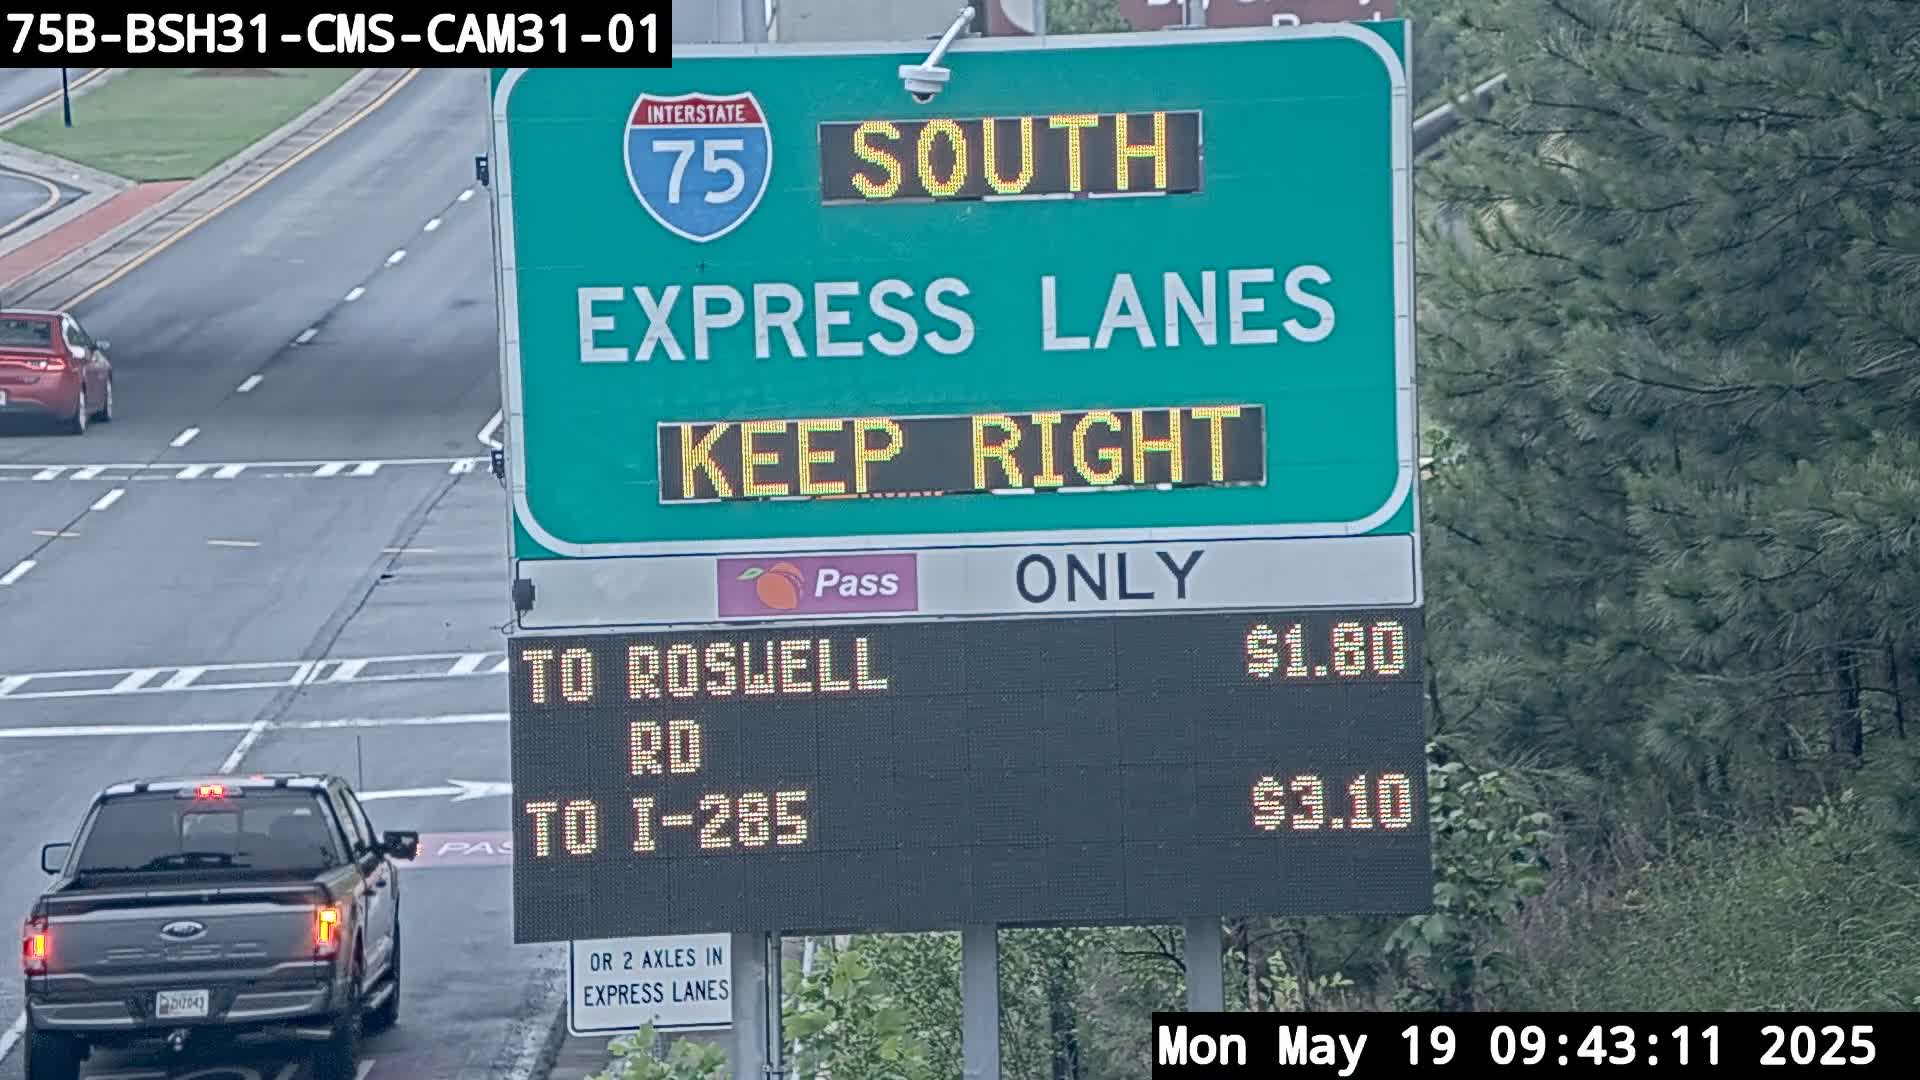 75B-BSH31-CMS-CAM31-01
INTERSTATE
75
SOUTH
EXPRESS LANES
KEEP RIGHT
Pass ONLY
TO ROSWELL $1.80
RD
TO I-285 $3.10
OR 2 AXLES IN
EXPRESS LANES
Mon May 19 09:43:11 2025